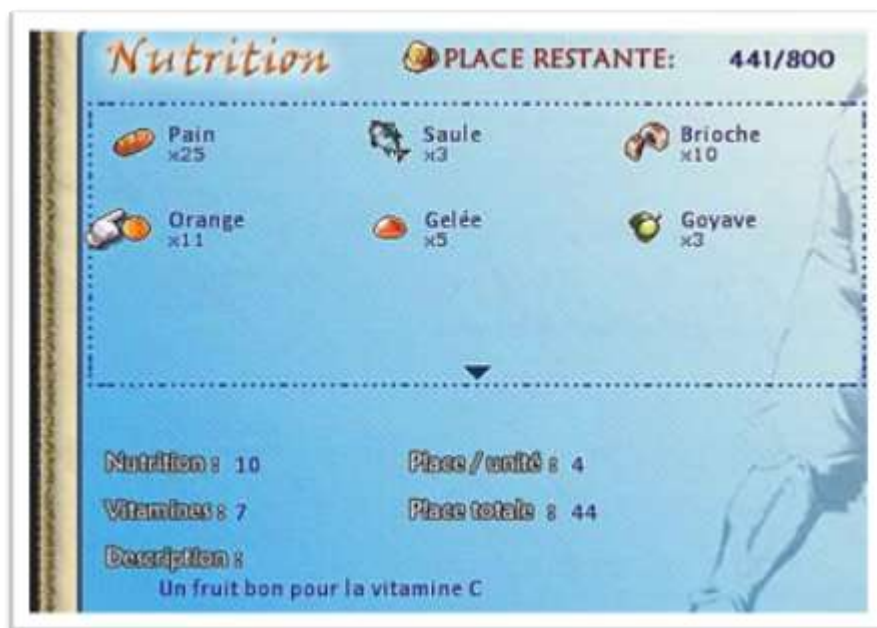 Nutrition PLACE RESTANTE: 441/800
Pain Saule Brioche
x25 x3 x10
Orange Gelée Goyave
x11 x5 x3
Nutrition : 10 Place / unité : 4
Vitamines : 7 Place totale : 44
Description :
Un fruit bon pour la vitamine C